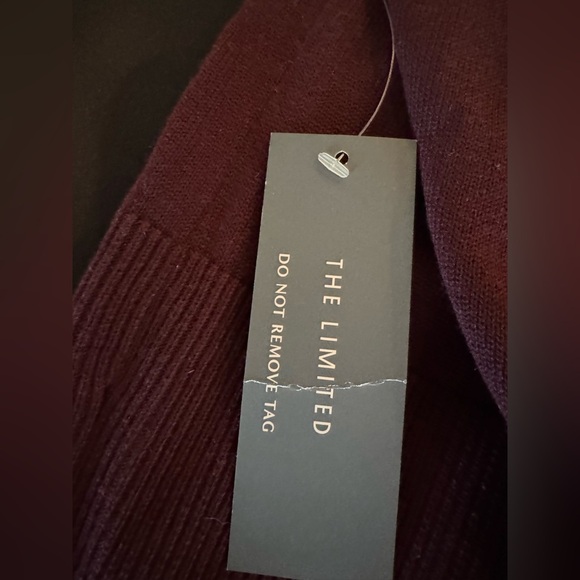 THE LIMITED
DO NOT REMOVE TAG